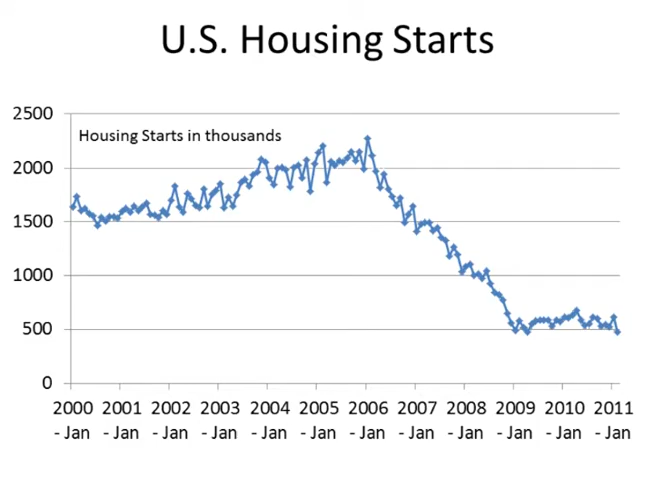 U.S. Housing Starts
2500
Housing Starts in thousands
2000
1500
1000
500
0
2000 2001 2002 2003 2004 2005 2006 2007 2008 2009 2010 2011
- Jan - Jan - Jan - Jan - Jan - Jan - Jan - Jan - Jan - Jan - Jan - Jan